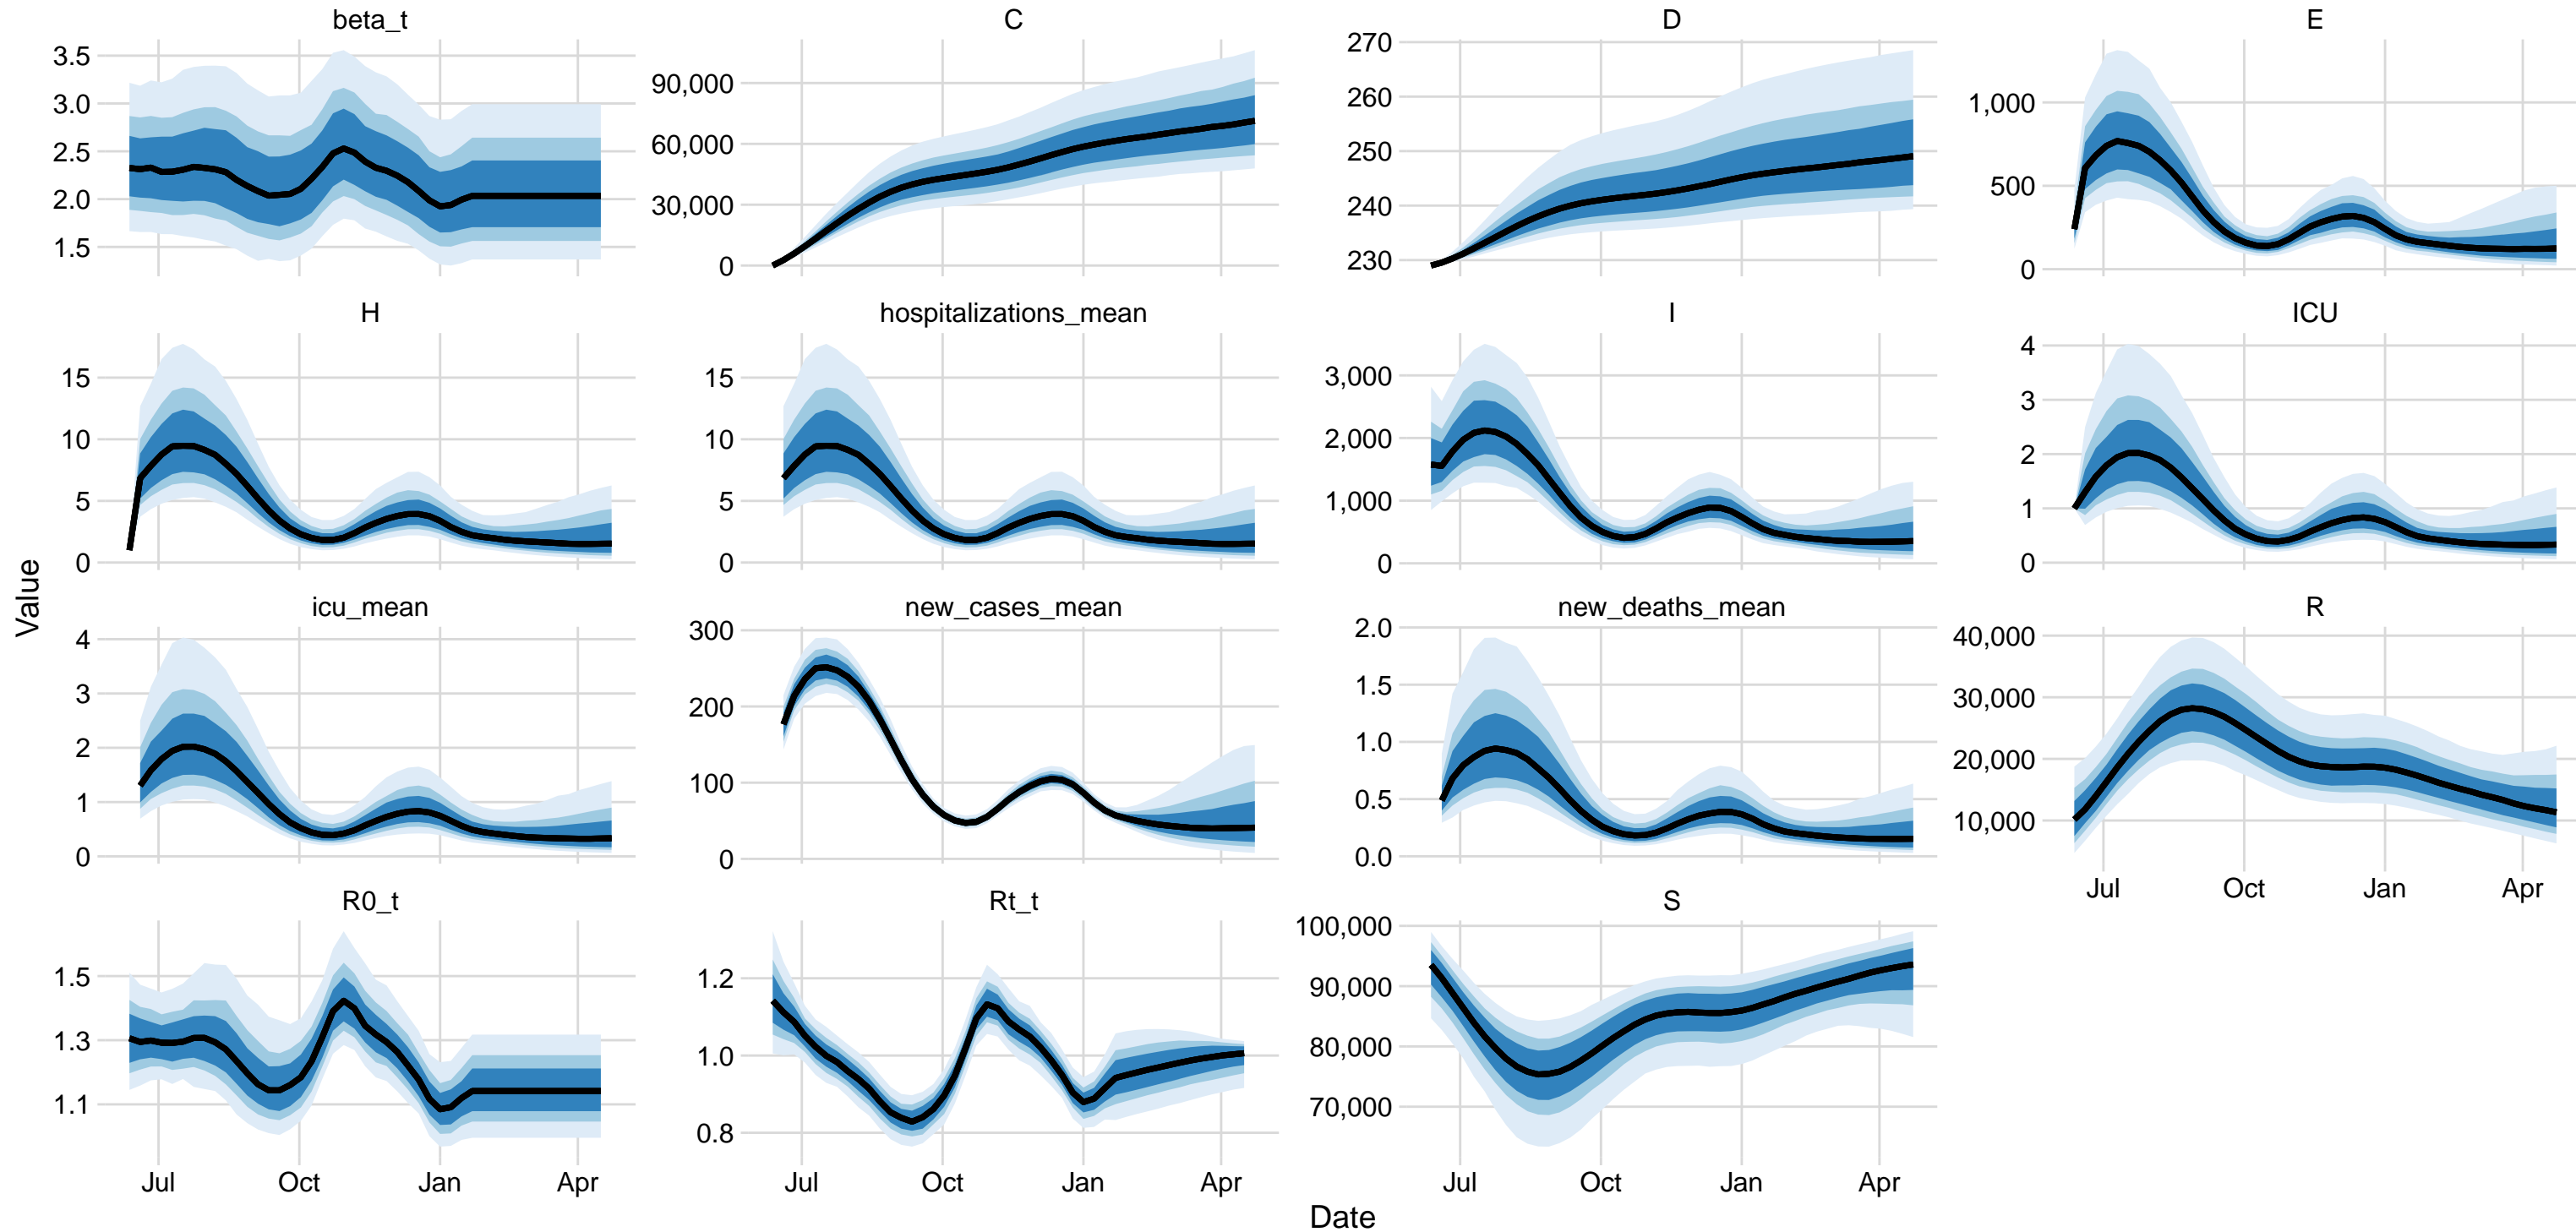 beta_t
3.5
3.0
2.5
2.0
1.5
C
90,000
60,000
30,000
0
D
270
260
250
240
230
E
1,000
500
0
H
15
10
5
0
hospitalizations_mean
15
10
5
0
I
3,000
2,000
1,000
0
ICU
4
3
2
1
0
Value
icu_mean
4
3
2
1
0
new_cases_mean
300
200
100
0
new_deaths_mean
2.0
1.5
1.0
0.5
0.0
R
40,000
30,000
20,000
10,000
Jul Oct Jan Apr
R0_t
1.5
1.3
1.1
Jul Oct Jan Apr
Rt_t
1.2
1.0
0.8
Jul Oct Jan Apr
S
100,000
90,000
80,000
70,000
Jul Oct Jan Apr
Date